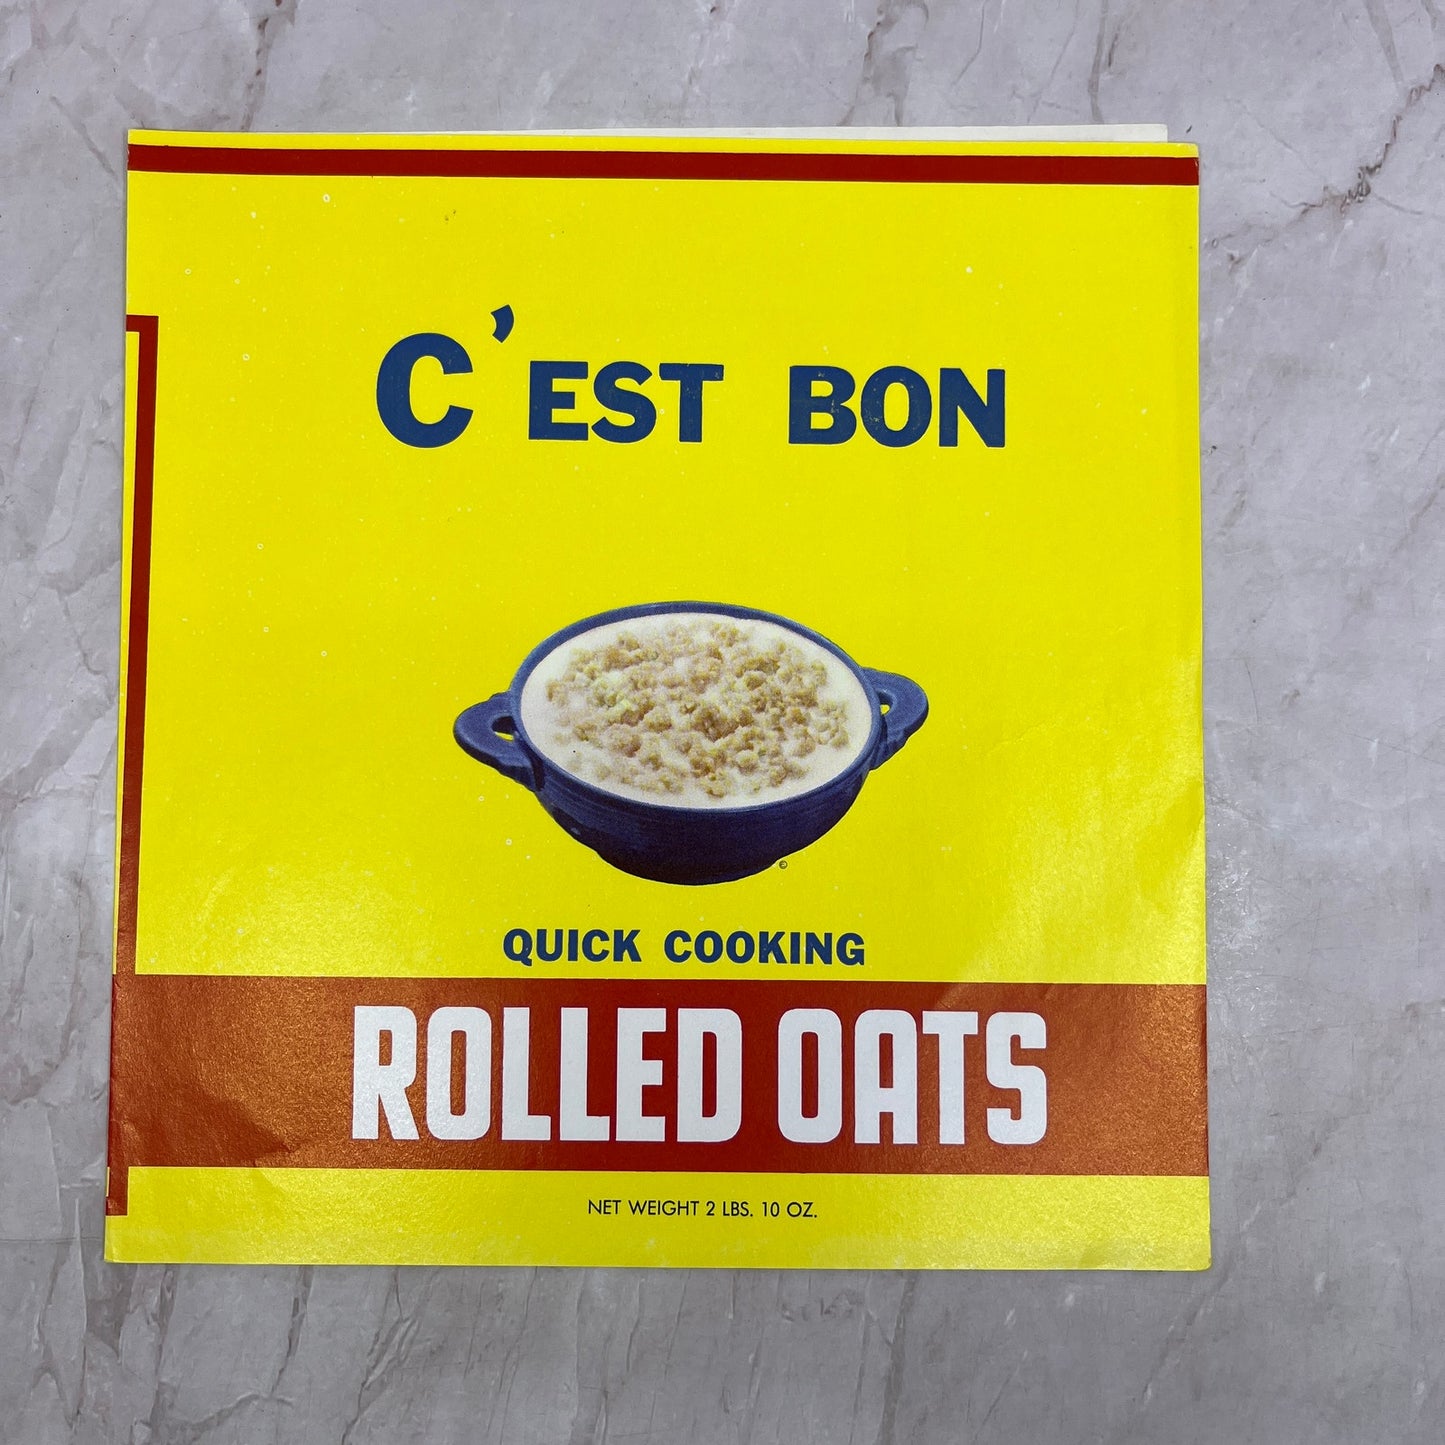 C'EST BON
©
QUICK COOKING
ROLLED OATS
NET WEIGHT 2 LBS. 10 OZ.